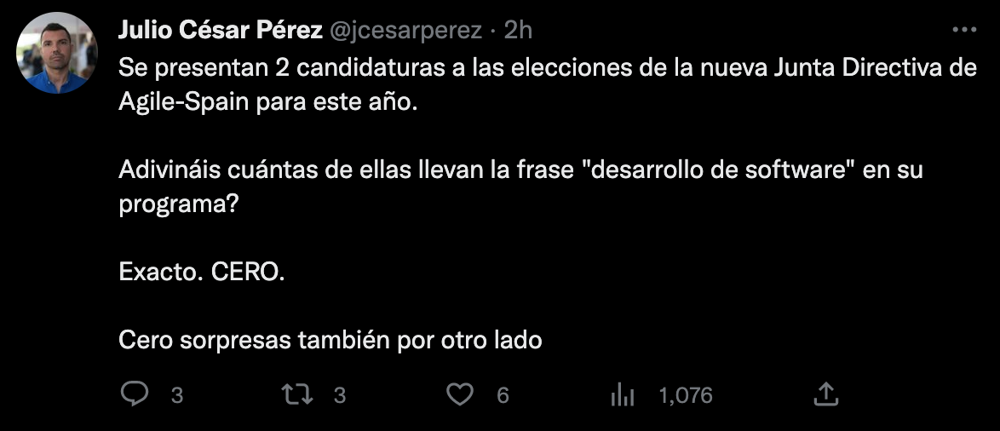 Julio César Pérez @jcesarperez · 2h
Se presentan 2 candidaturas a las elecciones de la nueva Junta Directiva de
Agile-Spain para este año.
Adivináis cuántas de ellas llevan la frase "desarrollo de software" en su
programa?
Exacto. CERO.
Cero sorpresas también por otro lado
3 3 6 1,076